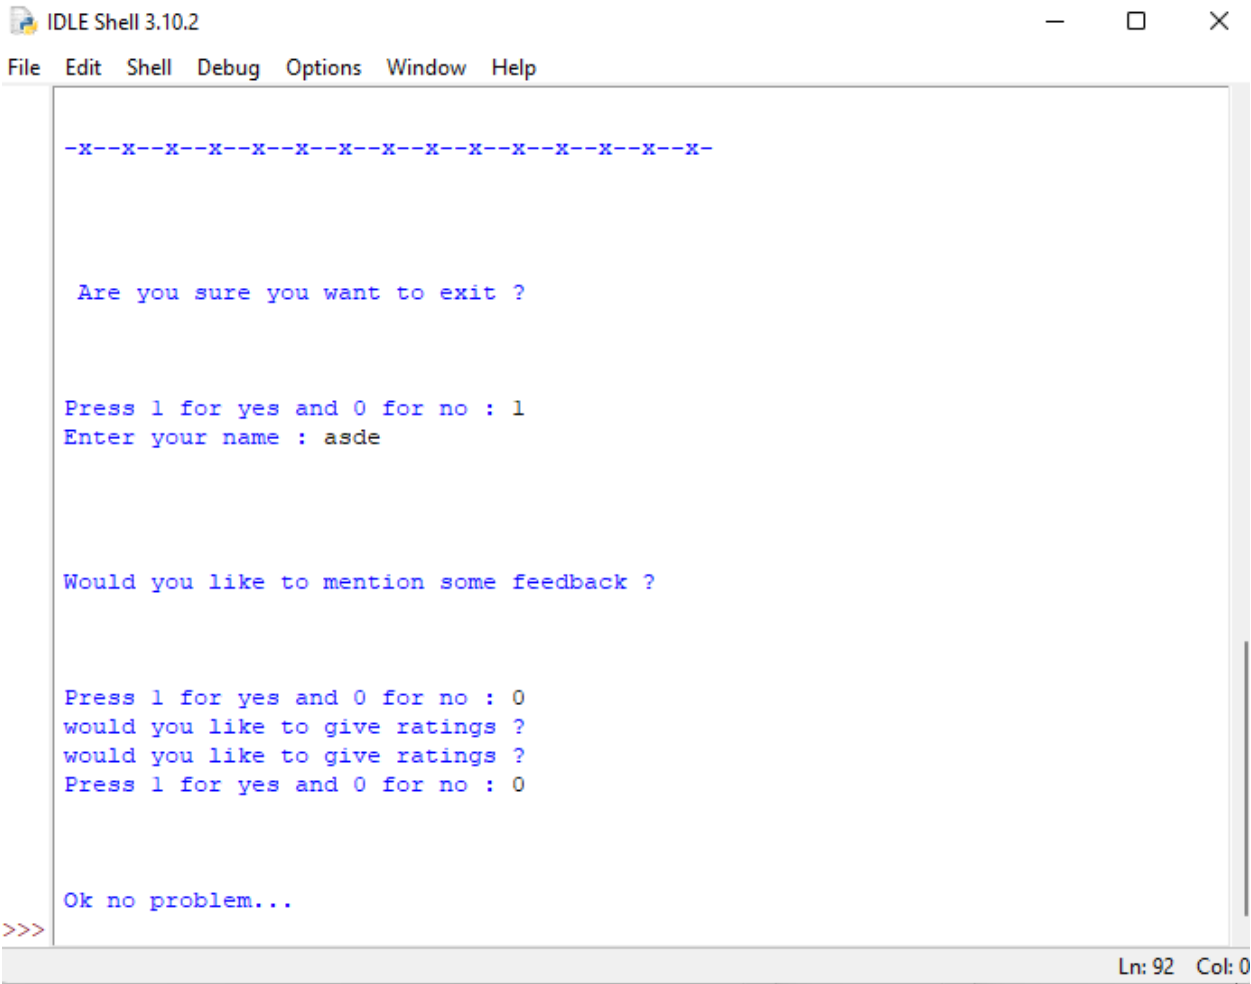 IDLE Shell 3.10.2
File Edit Shell Debug Options Window Help
-x--x--x--x--x--x--x--x--x--x--x--x--x--x--x-
Are you sure you want to exit ?
Press 1 for yes and 0 for no : 1
Enter your name : asde
Would you like to mention some feedback ?
Press 1 for yes and 0 for no : 0
would you like to give ratings ?
would you like to give ratings ?
Press 1 for yes and 0 for no : 0
Ok no problem...
>>>
Ln: 92 Col: 0